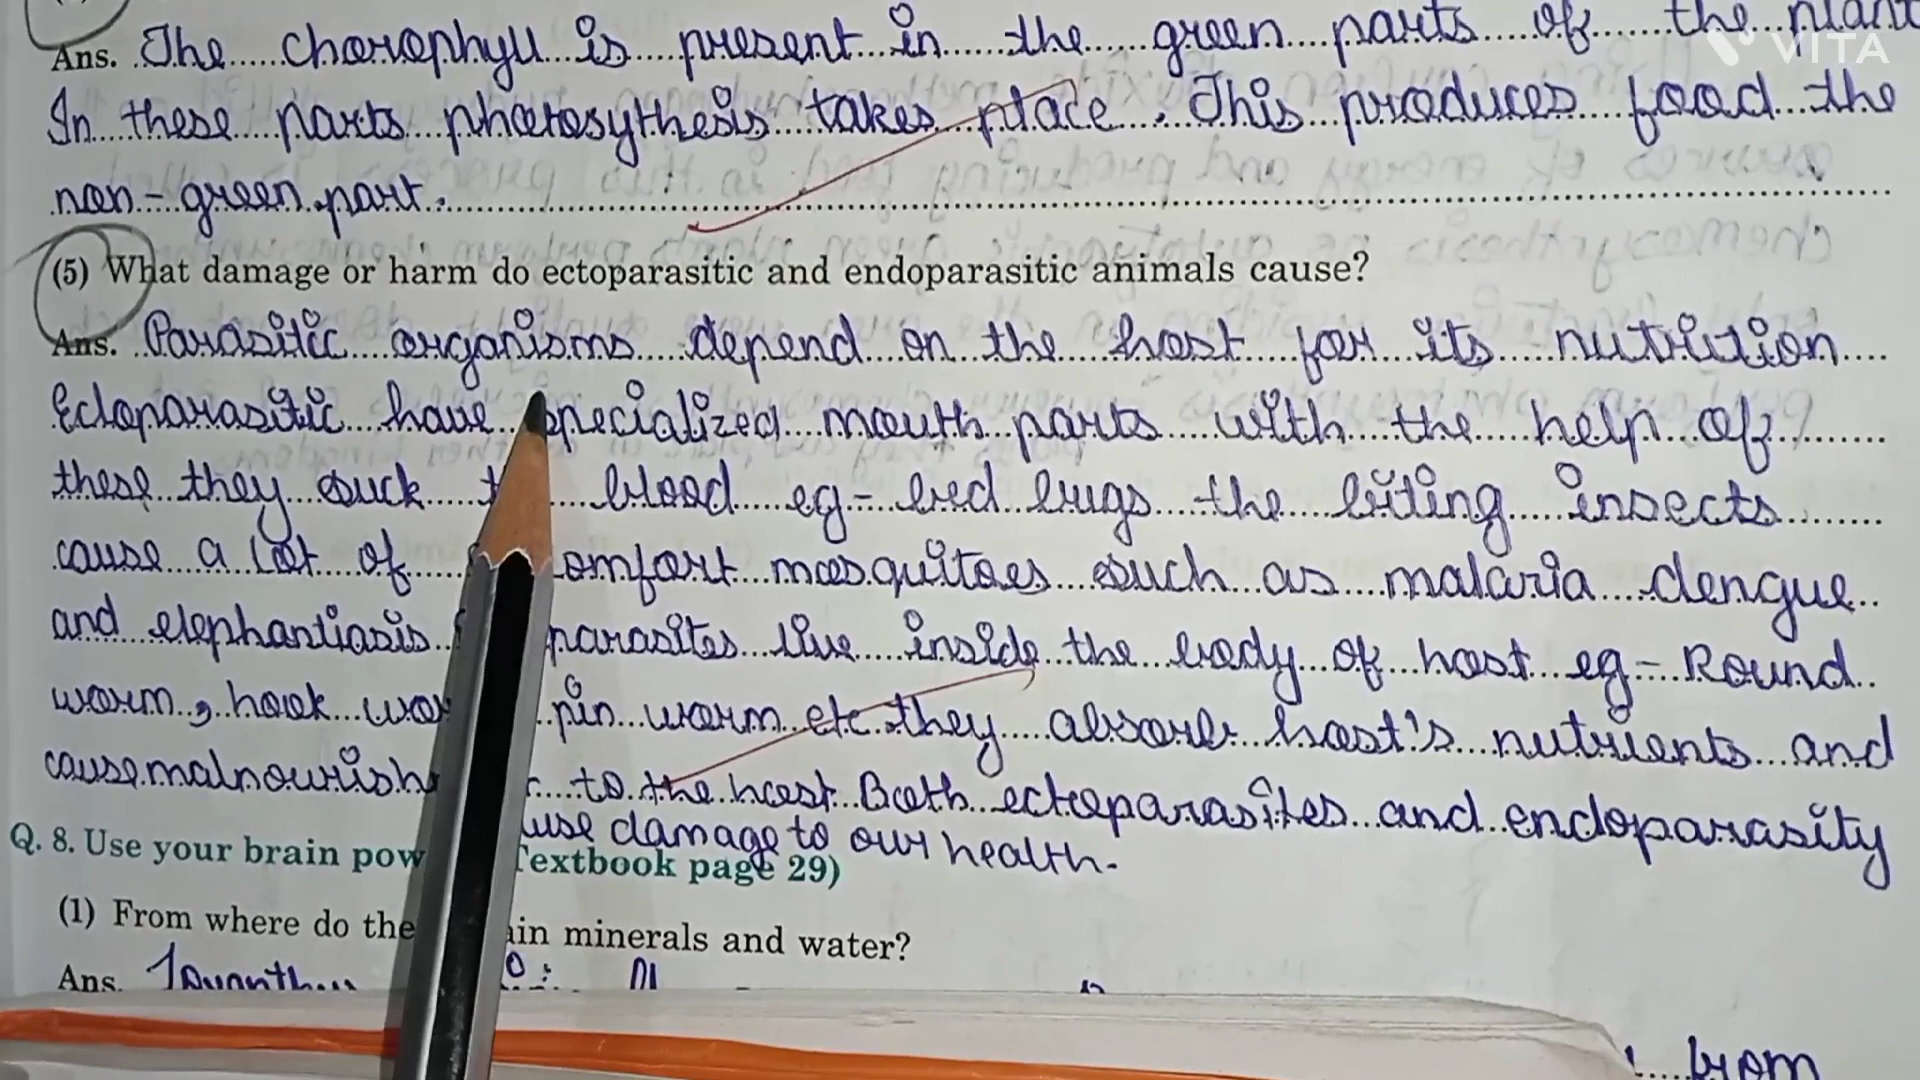 Ans. The chorophyll is present in the green parts of the plant
VITA
In these parts photosythesis takes place. This produces food the
non-green part.
(5) What damage or harm do ectoparasitic and endoparasitic animals cause?
Ans. Parasitic organisms depend on the host for its nutrition
Ectoparasitic have specialized mouth parts with the help of
these they suck blood eg- bed bugs the biting insects
cause a lot of comfort mosquitoes such as malaria dengue
and elephantiasis parasites live inside the body of host eg- Round
worm, hook pin worm etc they absorb host's nutrients and
cause to the host Both ectoparasites and endoparasity
damage to our health.
Q. 8. Use your brain (Textbook page 29)
(1) From where do the minerals and water?
Ans.
from